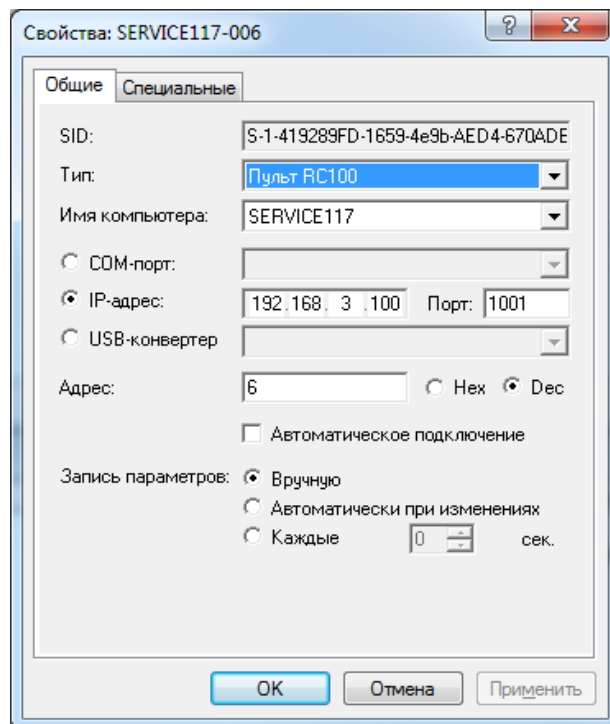 Свойства: SERVICE117-006
Общие Специальные
SID: S-1-419289FD-1659-4e9b-AED4-670ADE
Тип: Пульт RC100
Имя компьютера: SERVICE117
COM-порт:
IP-адрес: 192.168. 3 .100 Порт: 1001
USB-конвертер
Адрес: 6 Hex Dec
Автоматическое подключение
Запись параметров: Вручную
Автоматически при изменениях
Каждые 0 сек.
OK Отмена Применить